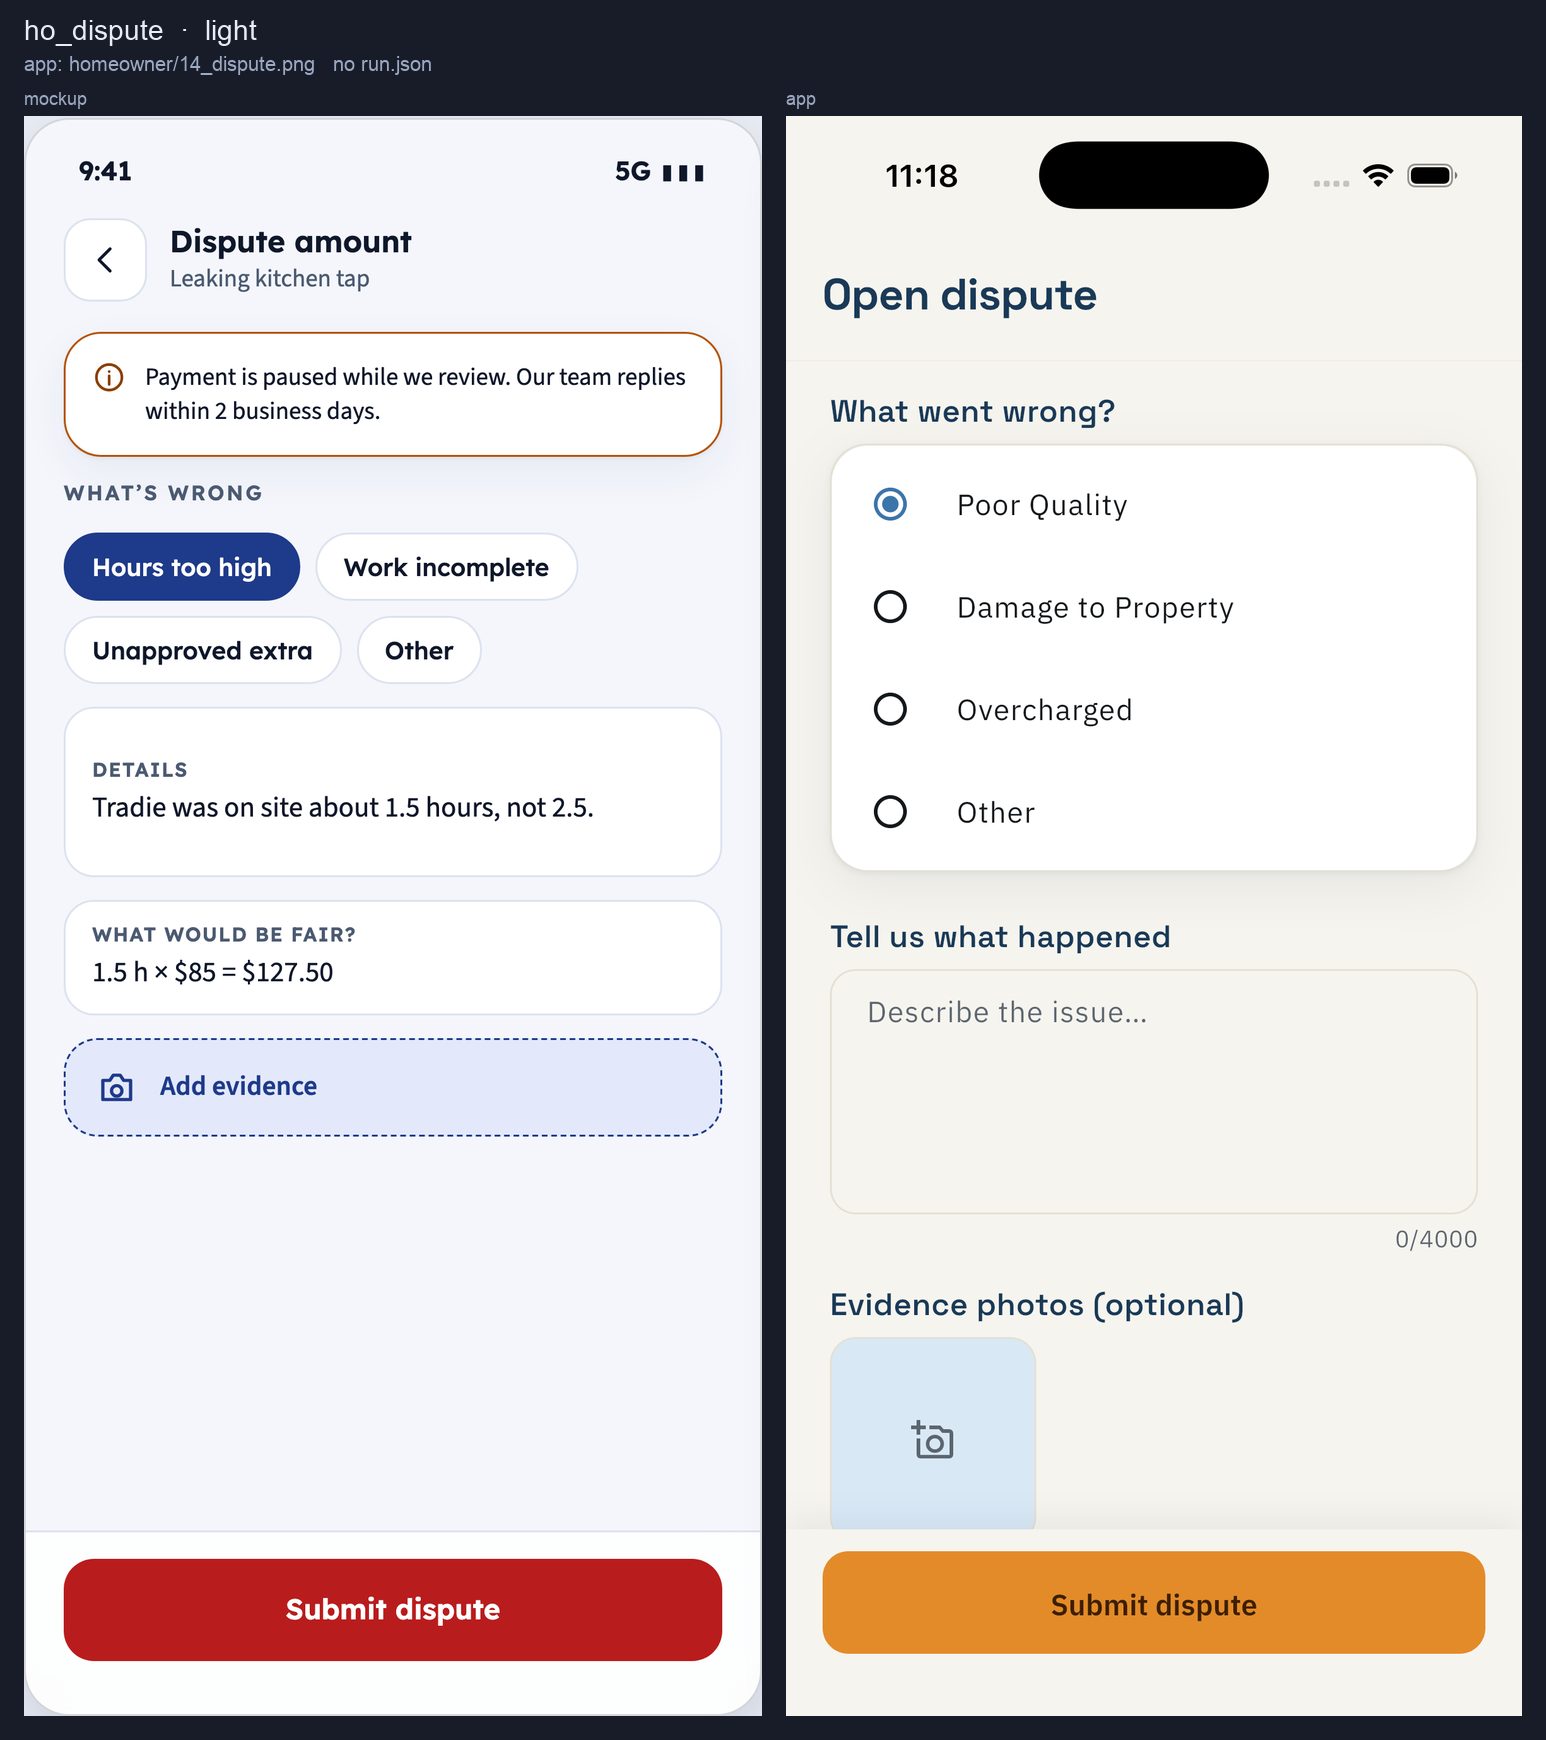 ho_dispute · light
app: homeowner/14_dispute.png no run.json
mockup
9:41
5G
Dispute amount
Leaking kitchen tap
Payment is paused while we review. Our team replies
within 2 business days.
WHAT’S WRONG
Hours too high
Work incomplete
Unapproved extra
Other
DETAILS
Tradie was on site about 1.5 hours, not 2.5.
WHAT WOULD BE FAIR?
1.5 h × $85 = $127.50
Add evidence
Submit dispute
app
11:18
Open dispute
What went wrong?
Poor Quality
Damage to Property
Overcharged
Other
Tell us what happened
Describe the issue...
0/4000
Evidence photos (optional)
Submit dispute